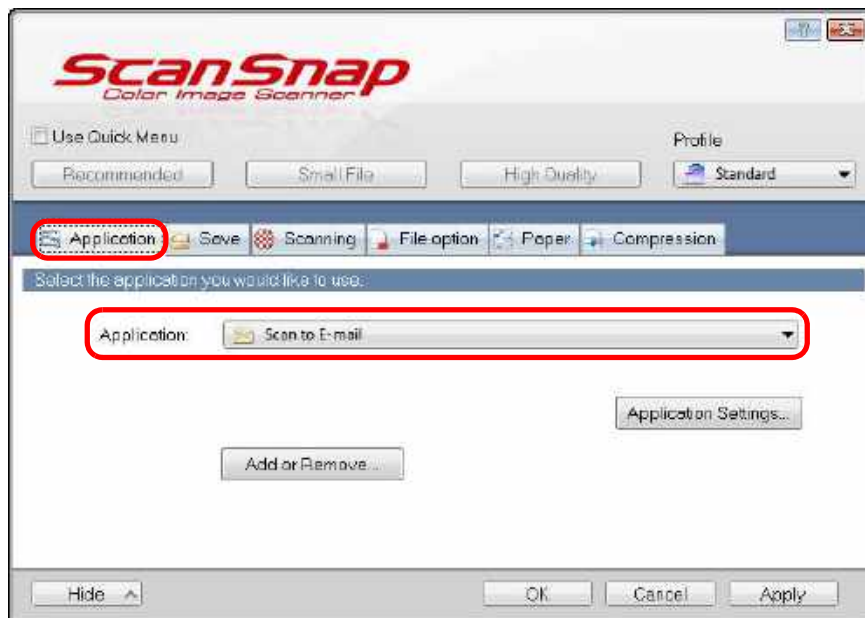 ScanSnap
Color Image Scanner
Use Quick Menu
Profile
Recommended
Small File
High Quality
Standard
Application
Save
Scanning
File option
Paper
Compression
Select the application you would like to use.
Application:
Scan to E-mail
Application Settings...
Add or Remove...
Hide
OK
Cancel
Apply